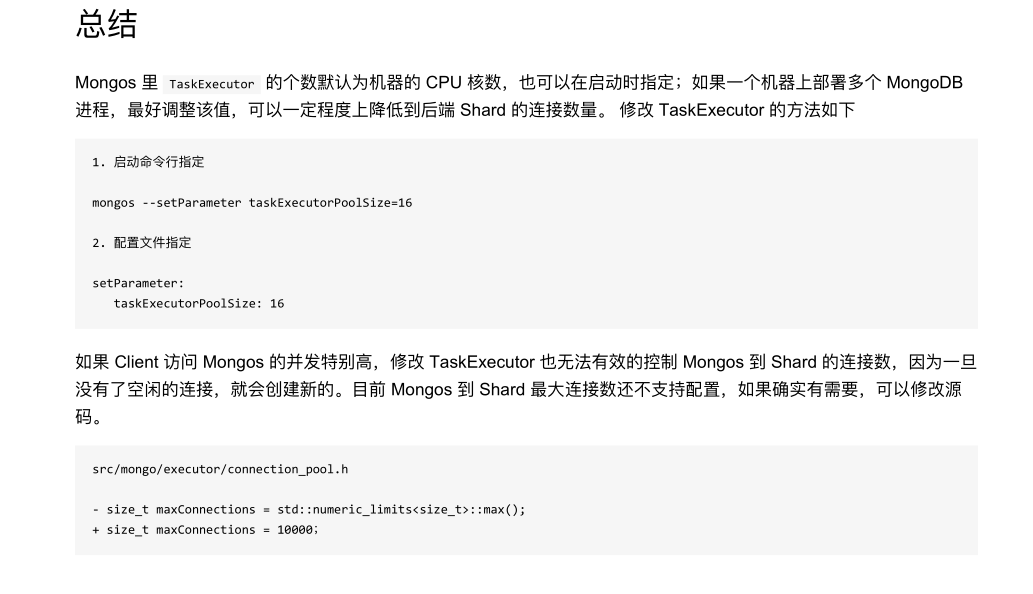 总结
Mongos 里 TaskExecutor 的个数默认为机器的 CPU 核数，也可以在启动时指定；如果一个机器上部署多个 MongoDB
进程，最好调整该值，可以一定程度上降低到后端 Shard 的连接数量。 修改 TaskExecutor 的方法如下
1. 启动命令行指定
mongos --setParameter taskExecutorPoolSize=16
2. 配置文件指定
setParameter:
   taskExecutorPoolSize: 16
如果 Client 访问 Mongos 的并发特别高，修改 TaskExecutor 也无法有效的控制 Mongos 到 Shard 的连接数，因为一旦
没有了空闲的连接，就会创建新的。目前 Mongos 到 Shard 最大连接数还不支持配置，如果确实有需要，可以修改源
码。
src/mongo/executor/connection_pool.h
- size_t maxConnections = std::numeric_limits<size_t>::max();
+ size_t maxConnections = 10000；